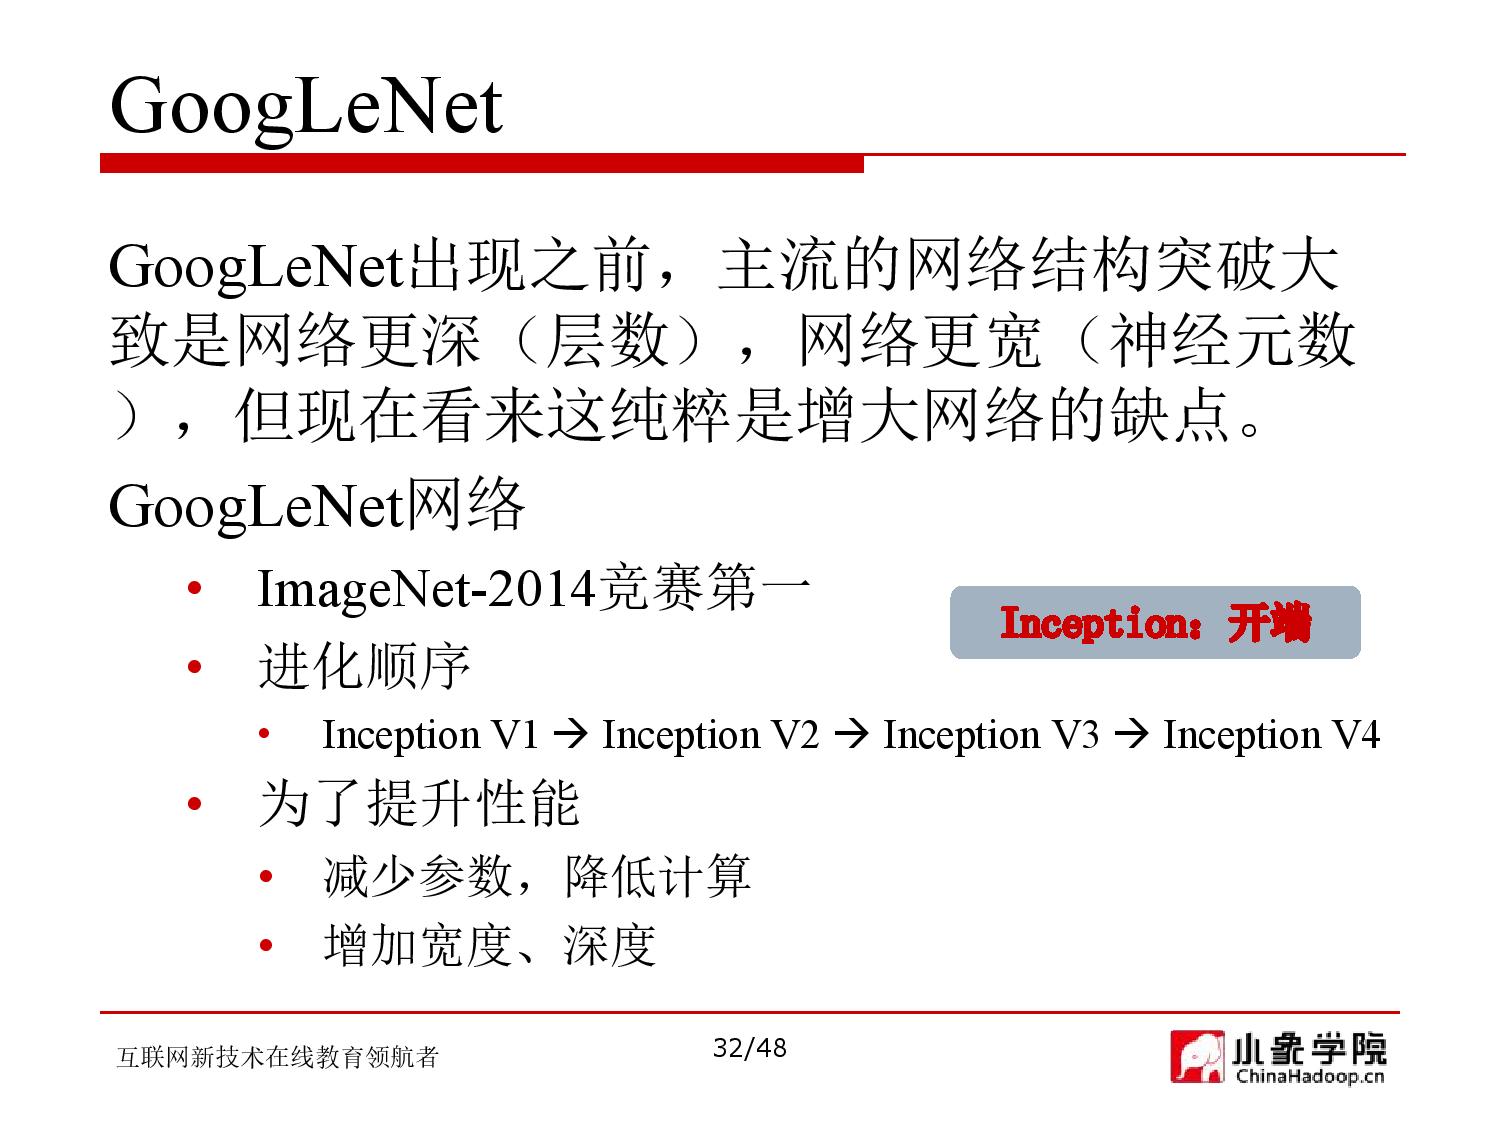 GoogLeNet
GoogLeNet出现之前，主流的网络结构突破大
致是网络更深（层数），网络更宽（神经元数
），但现在看来这纯粹是增大网络的缺点。
GoogLeNet网络
• ImageNet-2014竞赛第一
Inception：开端
• 进化顺序
• Inception V1 → Inception V2 → Inception V3 → Inception V4
• 为了提升性能
• 减少参数，降低计算
• 增加宽度、深度
互联网新技术在线教育领航者
32/48
小象学院
ChinaHadoop.cn